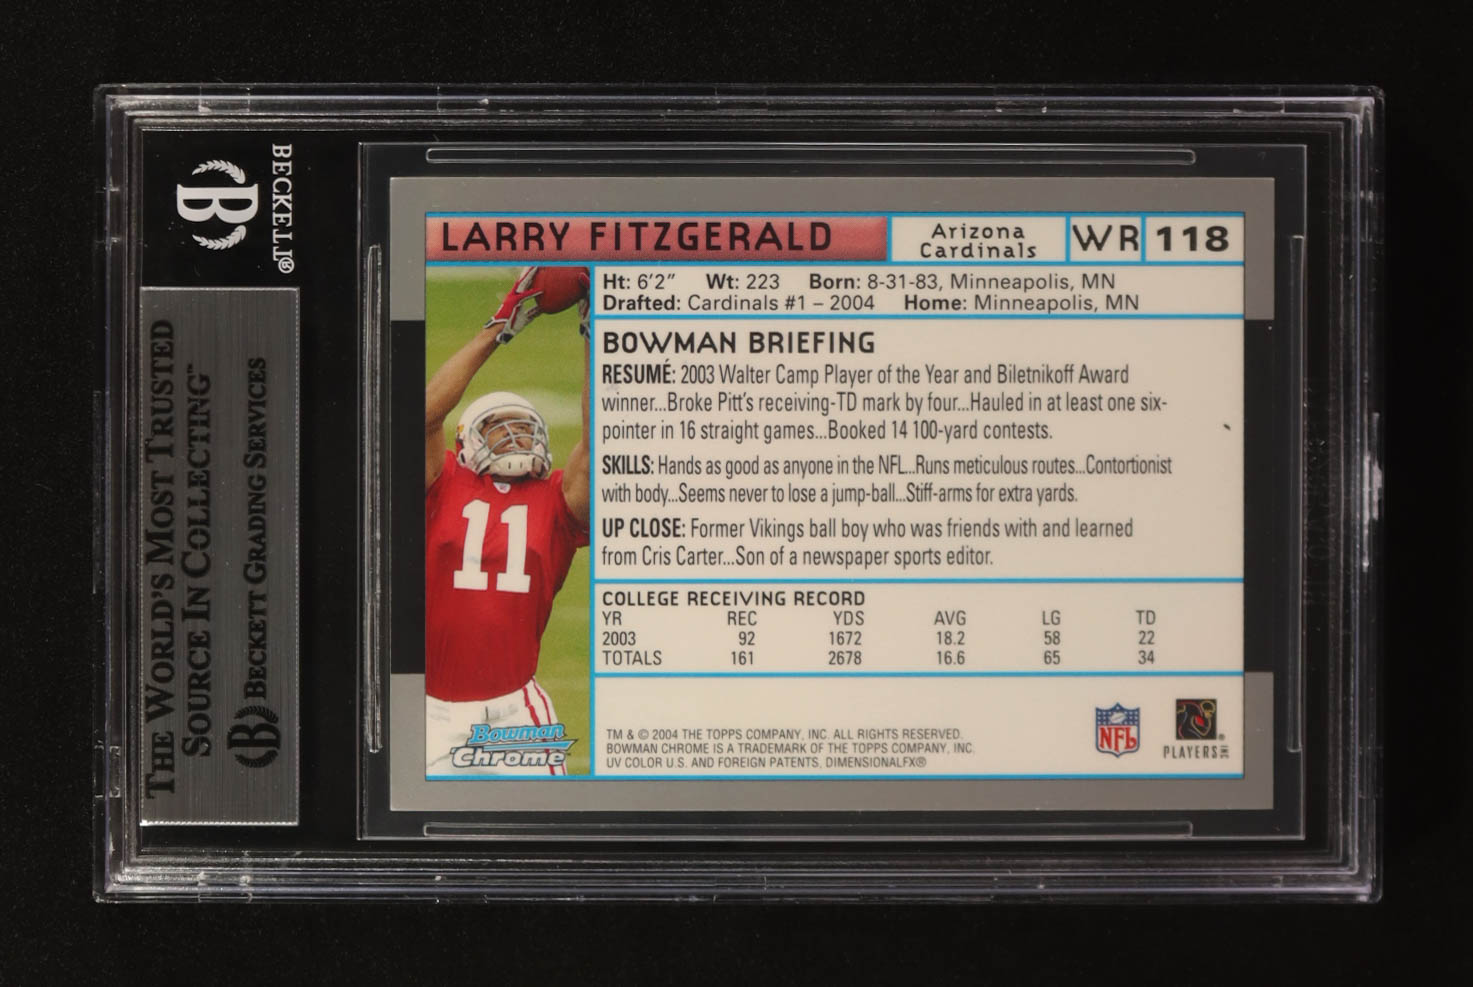 BECKETT®
B
THE WORLD'S MOST TRUSTED
SOURCE IN COLLECTING™
B BECKETT GRADING SERVICES
LARRY FITZGERALD
Arizona
Cardinals
WR
118
Ht: 6'2" Wt: 223 Born: 8-31-83, Minneapolis, MN
Drafted: Cardinals #1 – 2004 Home: Minneapolis, MN
BOWMAN BRIEFING
RESUMÉ: 2003 Walter Camp Player of the Year and Biletnikoff Award
winner...Broke Pitt's receiving-TD mark by four...Hauled in at least one six-
pointer in 16 straight games...Booked 14 100-yard contests.
SKILLS: Hands as good as anyone in the NFL...Runs meticulous routes...Contortionist
with body...Seems never to lose a jump-ball...Stiff-arms for extra yards.
UP CLOSE: Former Vikings ball boy who was friends with and learned
from Cris Carter...Son of a newspaper sports editor.
COLLEGE RECEIVING RECORD
YR REC YDS AVG LG TD
2003 92 1672 18.2 58 22
TOTALS 161 2678 16.6 65 34
11
Bowman
Chrome
TM & © 2004 THE TOPPS COMPANY, INC. ALL RIGHTS RESERVED.
BOWMAN CHROME IS A TRADEMARK OF THE TOPPS COMPANY, INC.
UV COLOR U.S. AND FOREIGN PATENTS, DIMENSIONALFX®
NFL
PLAYERS INC